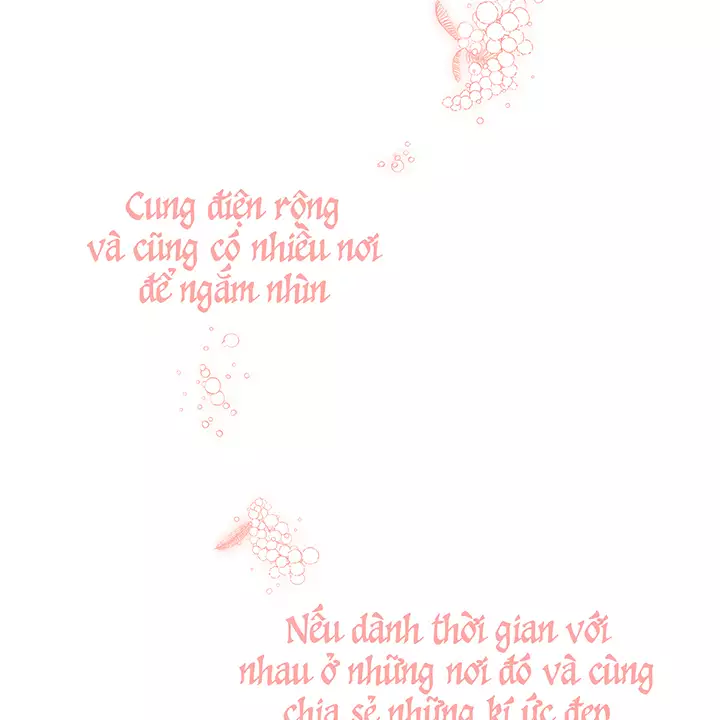 Cung điện rộng
và cũng có nhiều nơi
để ngắm nhìn
Nếu dành thời gian với
nhau ở những nơi đó và cùng
chia sẻ những kí ức đẹp